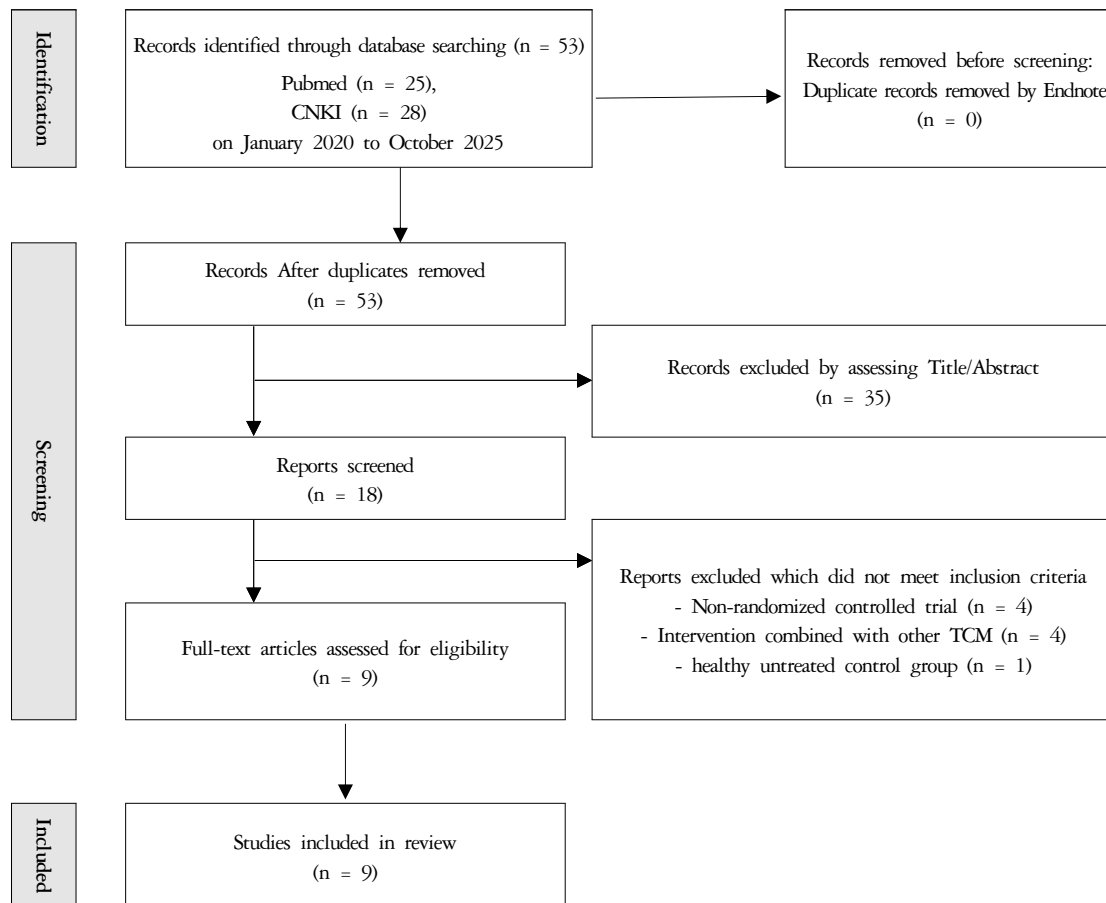 Identification
Records identified through database searching (n = 53)
Pubmed (n = 25),
CNKI (n = 28)
on January 2020 to October 2025
Records removed before screening:
Duplicate records removed by Endnote
(n = 0)
Screening
Records After duplicates removed
(n = 53)
Records excluded by assessing Title/Abstract
(n = 35)
Reports screened
(n = 18)
Reports excluded which did not meet inclusion criteria
- Non-randomized controlled trial (n = 4)
- Intervention combined with other TCM (n = 4)
- healthy untreated control group (n = 1)
Full-text articles assessed for eligibility
(n = 9)
Included
Studies included in review
(n = 9)